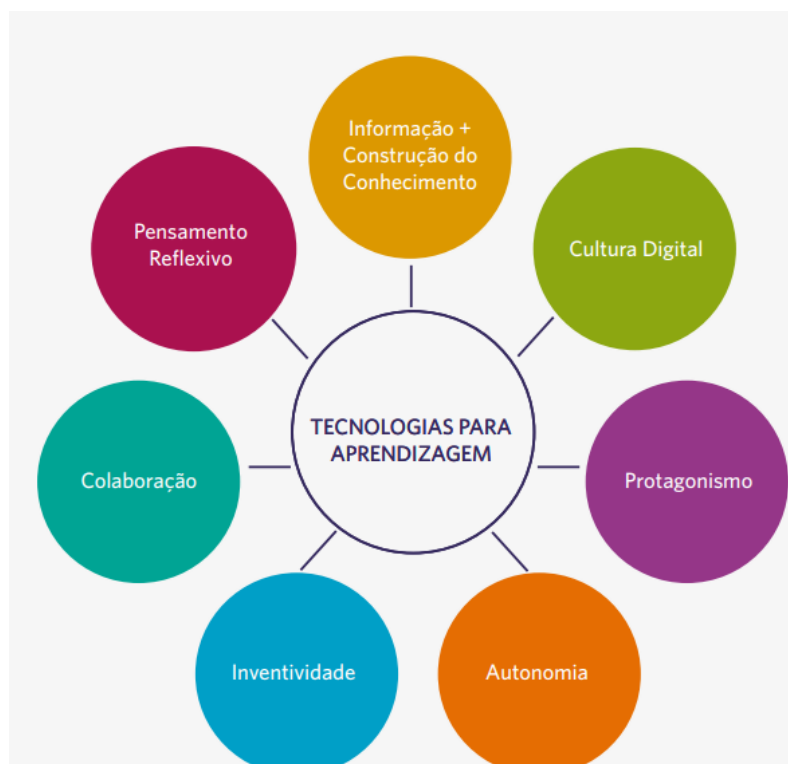 Informação +
Construção do
Conhecimento
Pensamento
Reflexivo
Cultura Digital
TECNOLOGIAS PARA
APRENDIZAGEM
Colaboração
Protagonismo
Inventividade
Autonomia